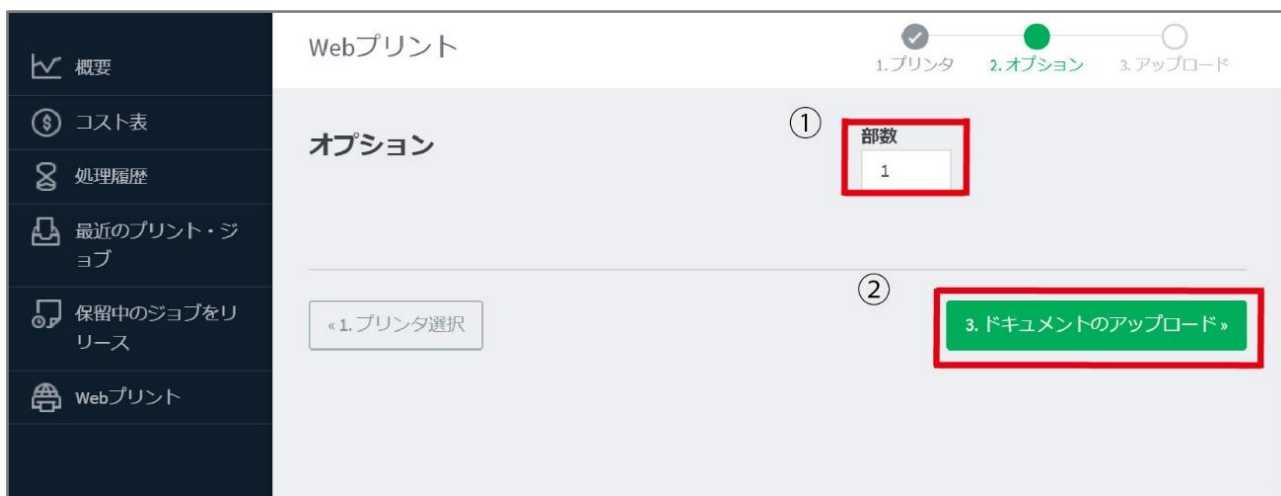 概要
コスト表
処理履歴
最近のプリント・ジ
ョブ
保留中のジョブをリ
リース
Webプリント
Webプリント
1.プリンタ
2.オプション
3.アップロード
オプション
①
部数
1
②
«1.プリンタ選択
3.ドキュメントのアップロード»